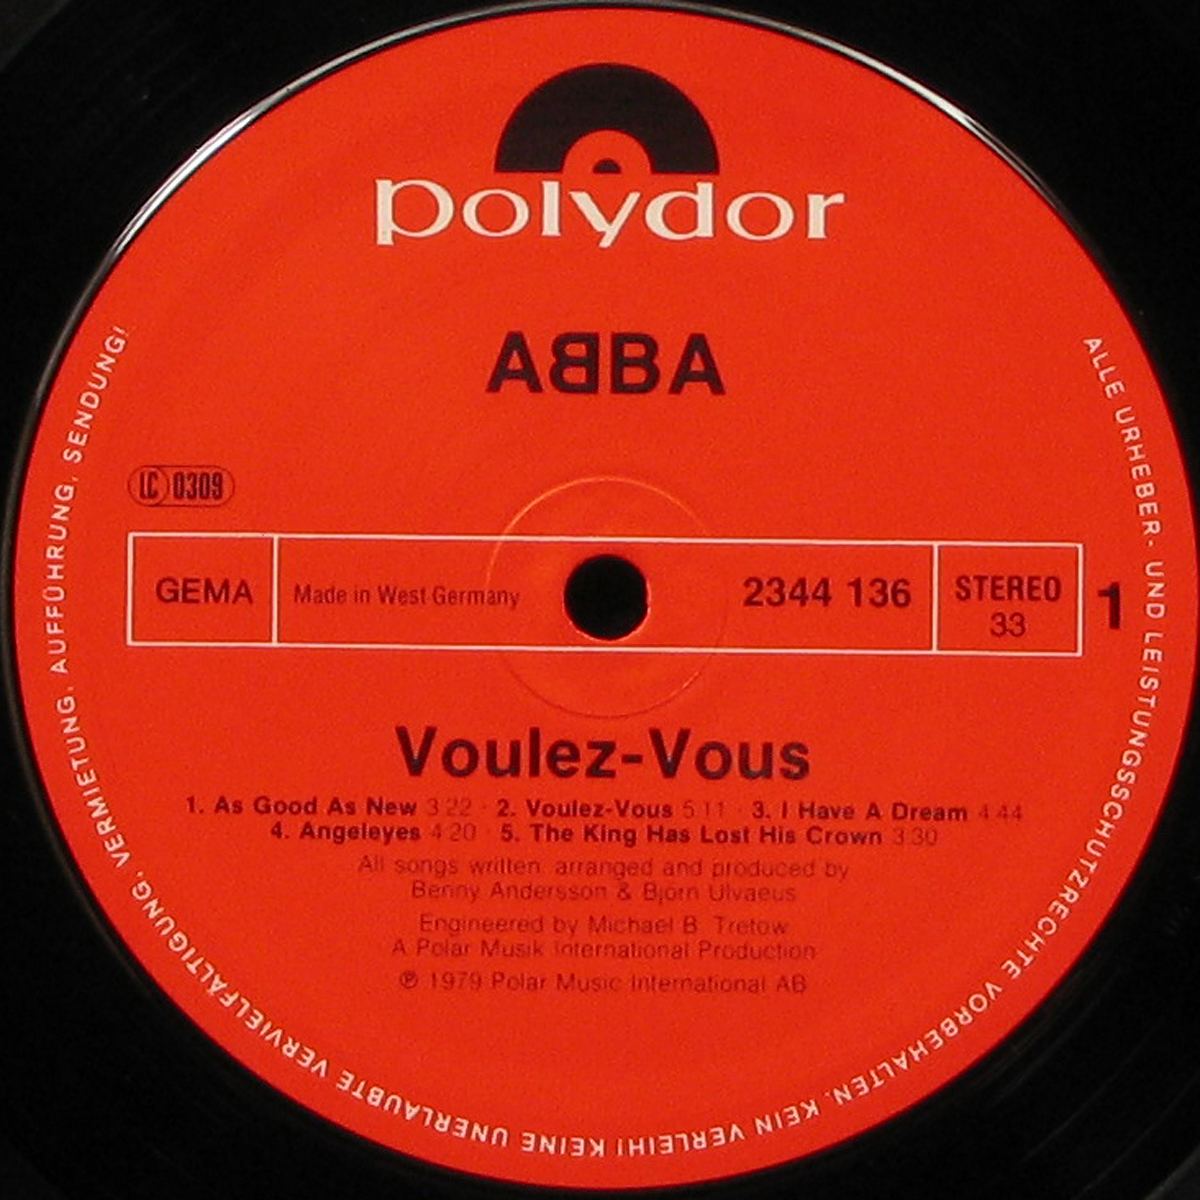 polydor
ABBA
LC 0309
GEMA
Made in West Germany
2344 136
STEREO
33
1
Voulez-Vous
1. As Good As New 3 22 · 2. Voulez-Vous 5 11 · 3. I Have A Dream 4 44
4. Angeleyes 4 20 · 5. The King Has Lost His Crown 3 30
All songs written, arranged and produced by
Benny Andersson & Björn Ulvaeus
Engineered by Michael B. Tretow
A Polar Musik International Production
℗ 1979 Polar Music International AB
ALLE URHEBER- UND LEISTUNGSSCHUTZRECHTE VORBEHALTEN. KEIN VERLEIH! KEINE UNERLAUBTE VERVIELFÄLTIGUNG, VERMIETUNG, AUFFÜHRUNG, SENDUNG!